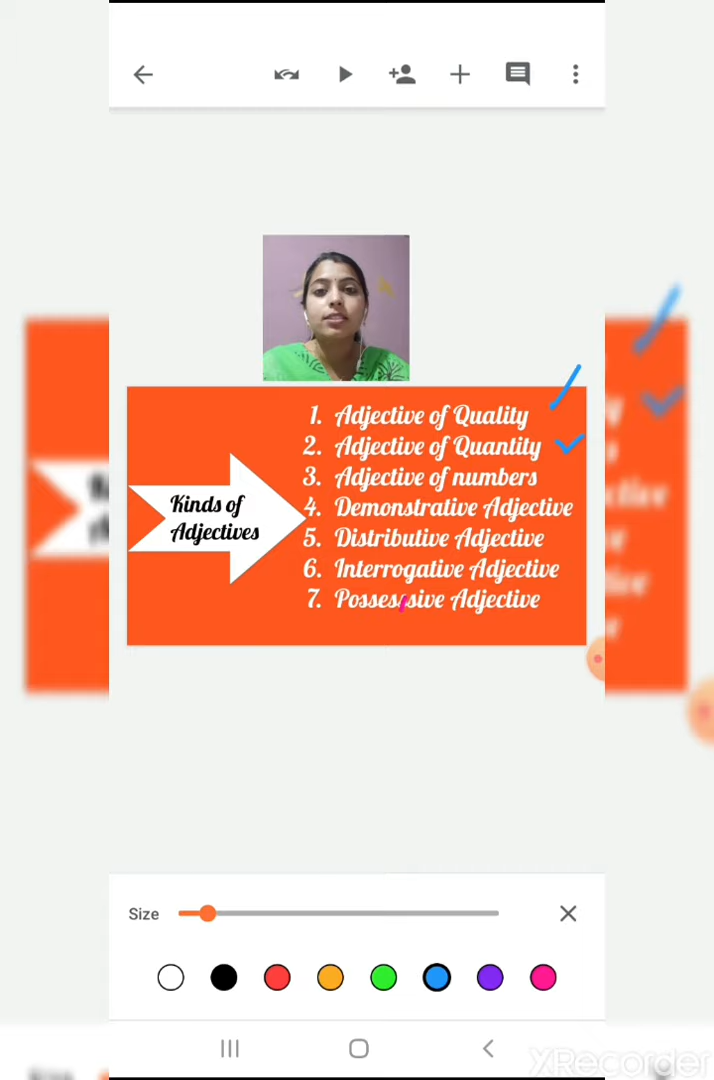 Kinds of
Adjectives
1. Adjective of Quality
2. Adjective of Quantity
3. Adjective of numbers
4. Demonstrative Adjective
5. Distributive Adjective
6. Interrogative Adjective
7. Possessive Adjective
Size
XRecorder